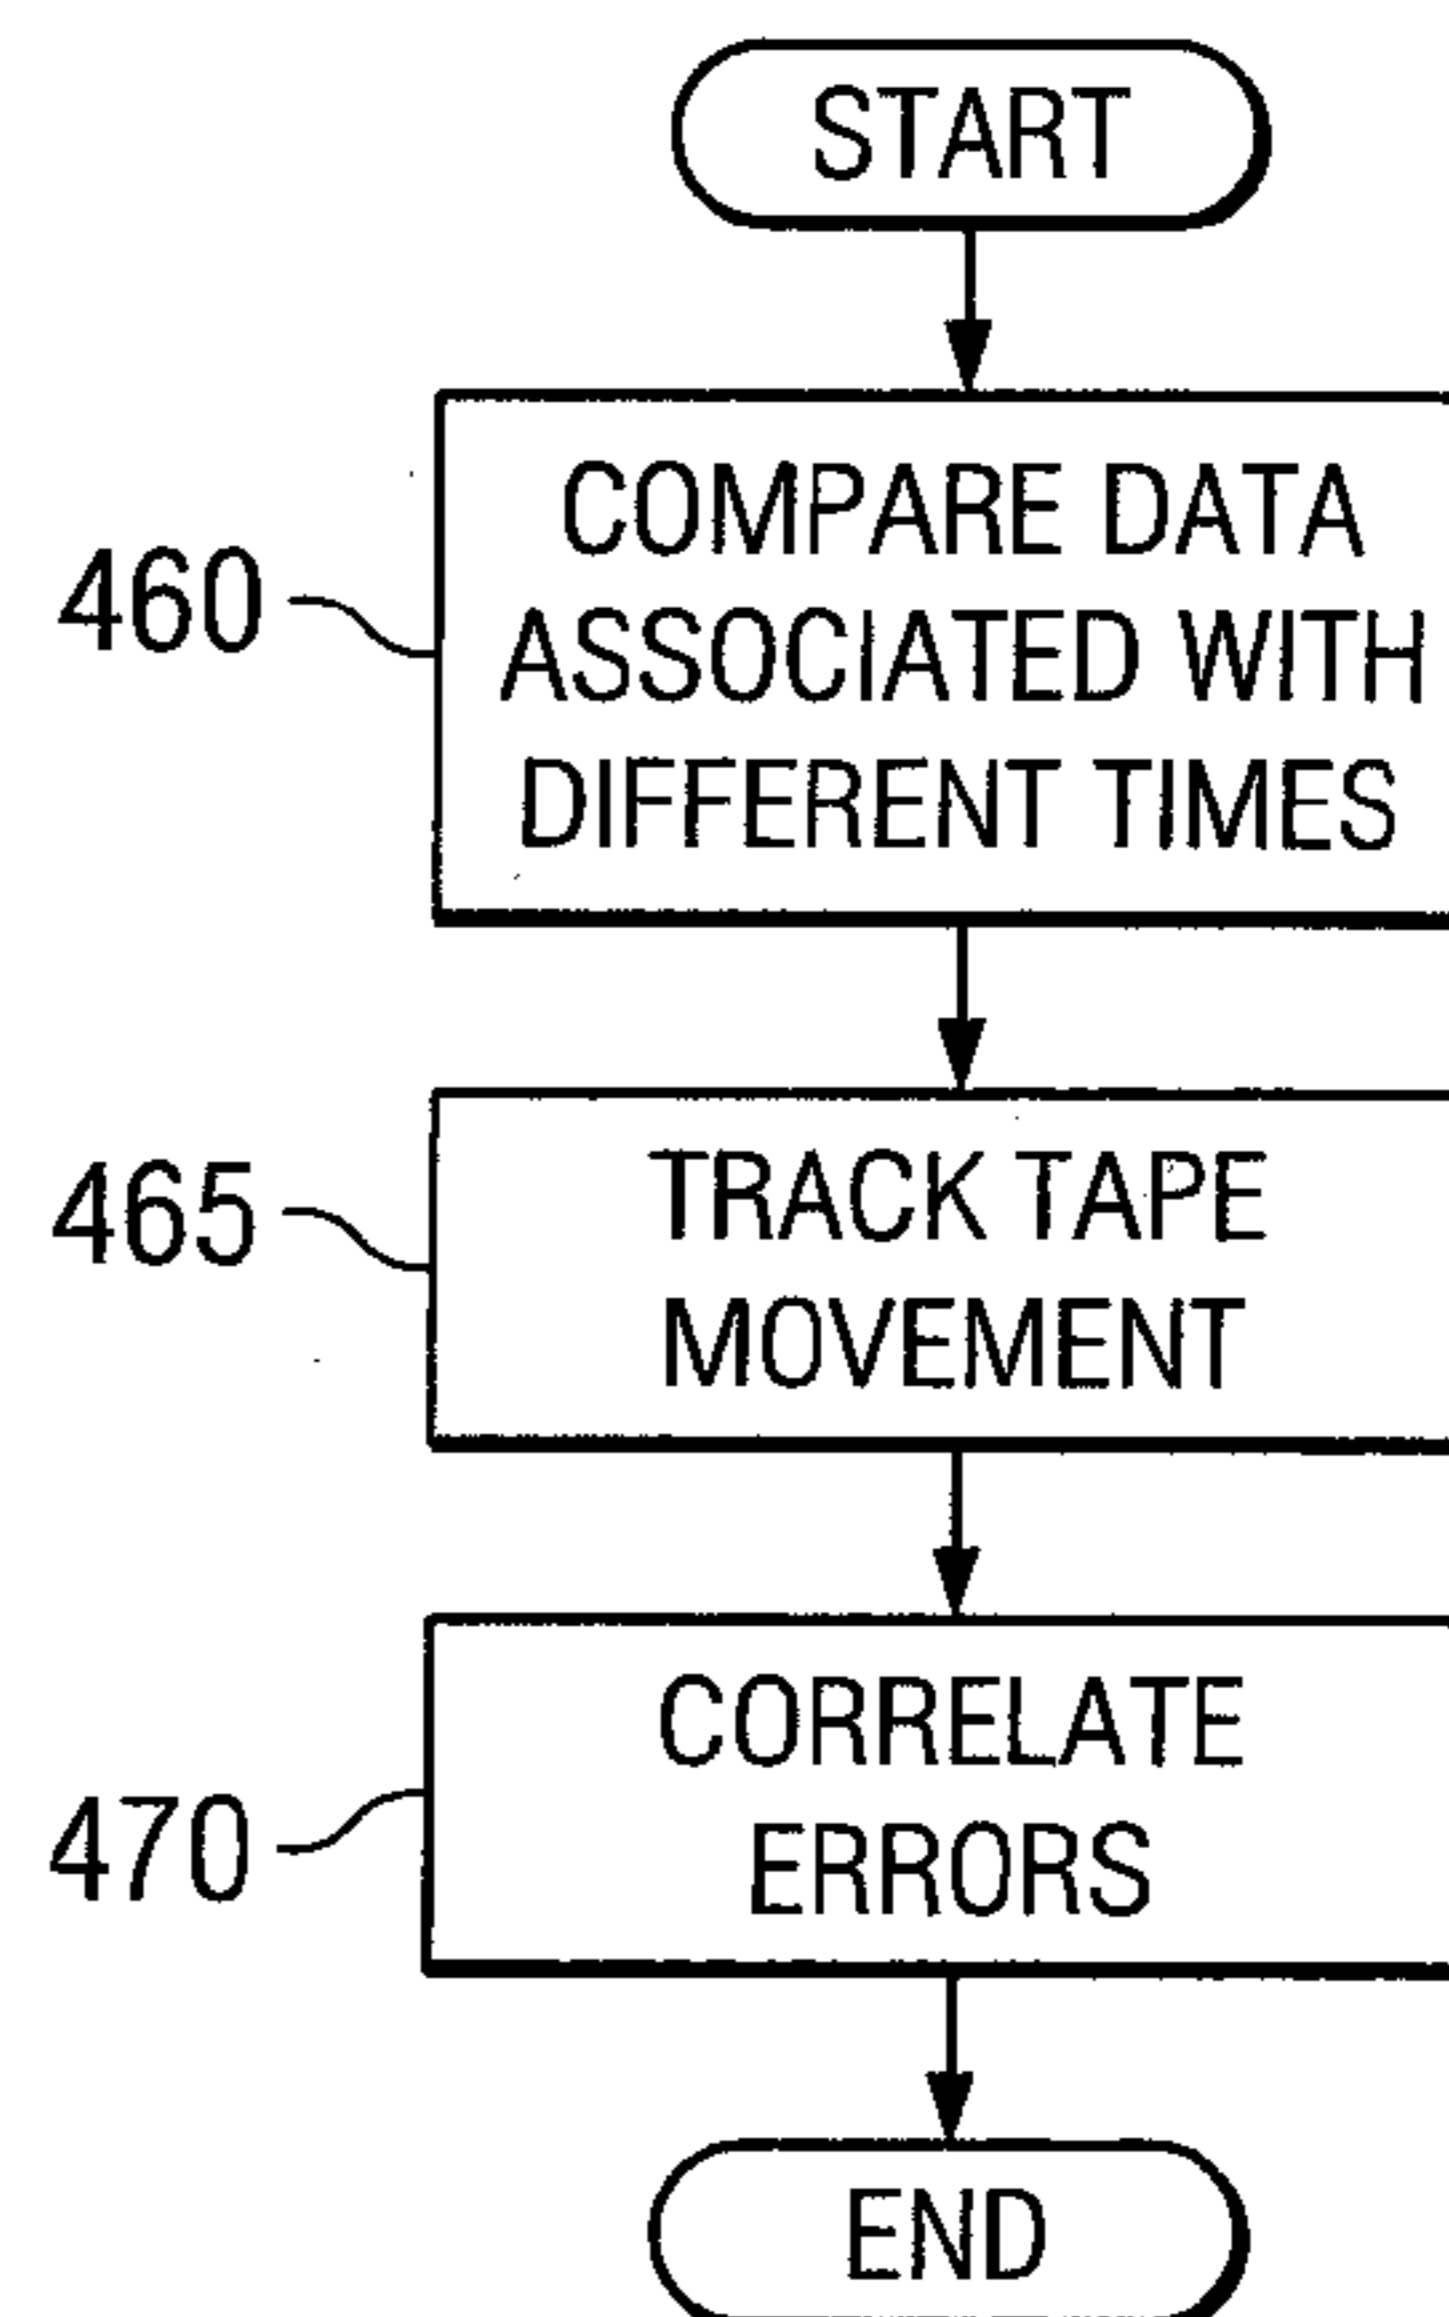 START
460
COMPARE DATA
ASSOCIATED WITH
DIFFERENT TIMES
465
TRACK TAPE
MOVEMENT
470
CORRELATE
ERRORS
END